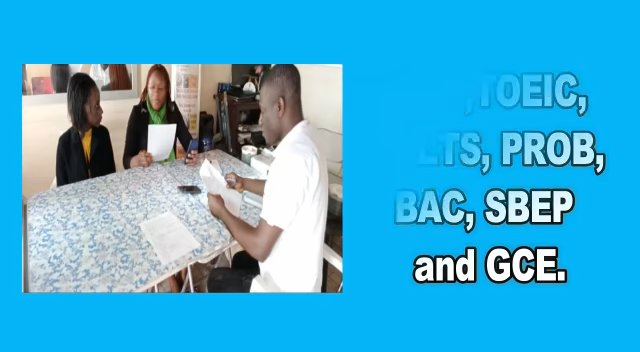 ,TOEIC,
PROB,
BAC, SBEP
and GCE.